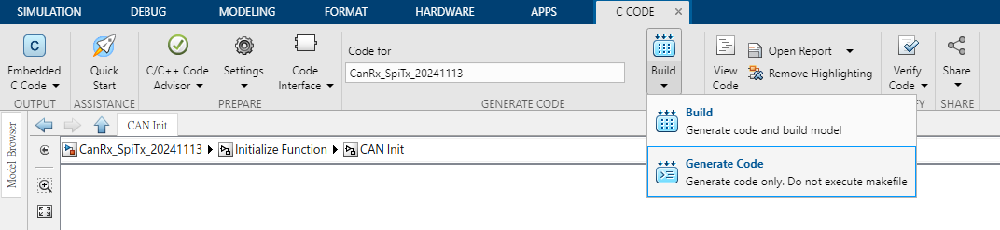 SIMULATION DEBUG MODELING FORMAT HARDWARE APPS C CODE ×
C
Embedded C Code
Quick Start
C/C++ Code Advisor
Settings
Code Interface
Code for
CanRx_SpiTx_20241113
Build
View Code
Open Report
Remove Highlighting
Verify Code
Share
OUTPUT ASSISTANCE PREPARE GENERATE CODE FY SHARE
Build
Generate code and build model
Generate Code
Generate code only. Do not execute makefile
Model Browser
CAN Init
CanRx_SpiTx_20241113 Initialize Function CAN Init